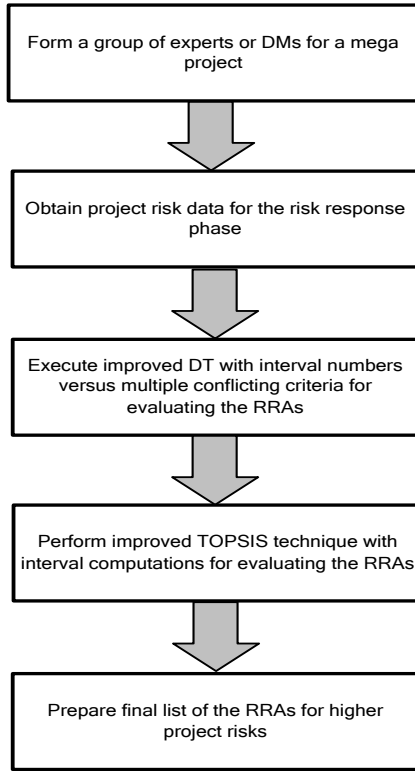 Form a group of experts or DMs for a mega
project
Obtain project risk data for the risk response
phase
Execute improved DT with interval numbers
versus multiple conflicting criteria for
evaluating the RRAs
Perform improved TOPSIS technique with
interval computations for evaluating the RRAs
Prepare final list of the RRAs for higher
project risks